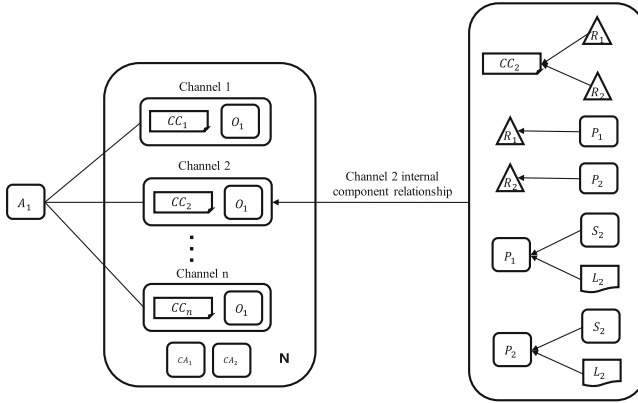 A1
Channel 1
CC1 O1
Channel 2
CC2 O1
Channel n
CCn O1
CA1 CA2 N
Channel 2 internal
component relationship
R1
CC2
R2
R1 P1
R2 P2
S2
P1
L2
S2
P2
L2